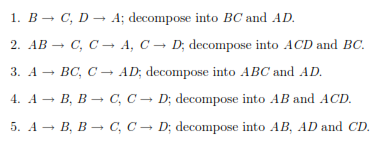 1. B → C, D → A; decompose into BC and AD.
2. AB → C, C → A, C → D; decompose into ACD and BC.
3. A → BC, C → AD; decompose into ABC and AD.
4. A → B, B → C, C → D; decompose into AB and ACD.
5. A → B, B → C, C → D; decompose into AB, AD and CD.